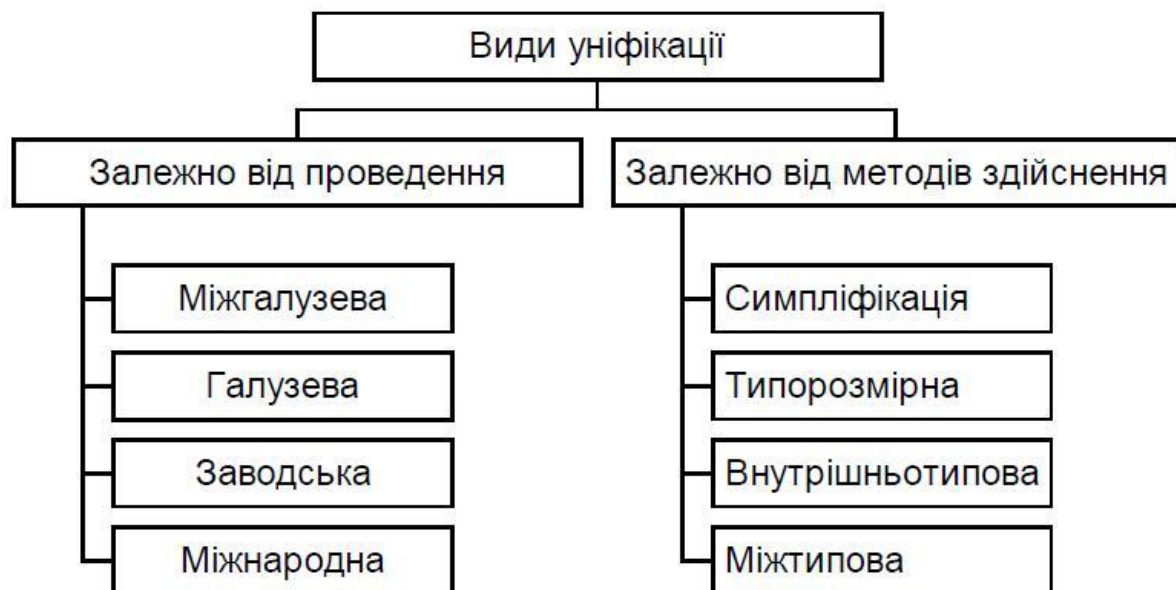 Види уніфікації
Залежно від проведення
Міжгалузева
Галузева
Заводська
Міжнародна
Залежно від методів здійснення
Симпліфікація
Типорозмірна
Внутрішньотипова
Міжтипова